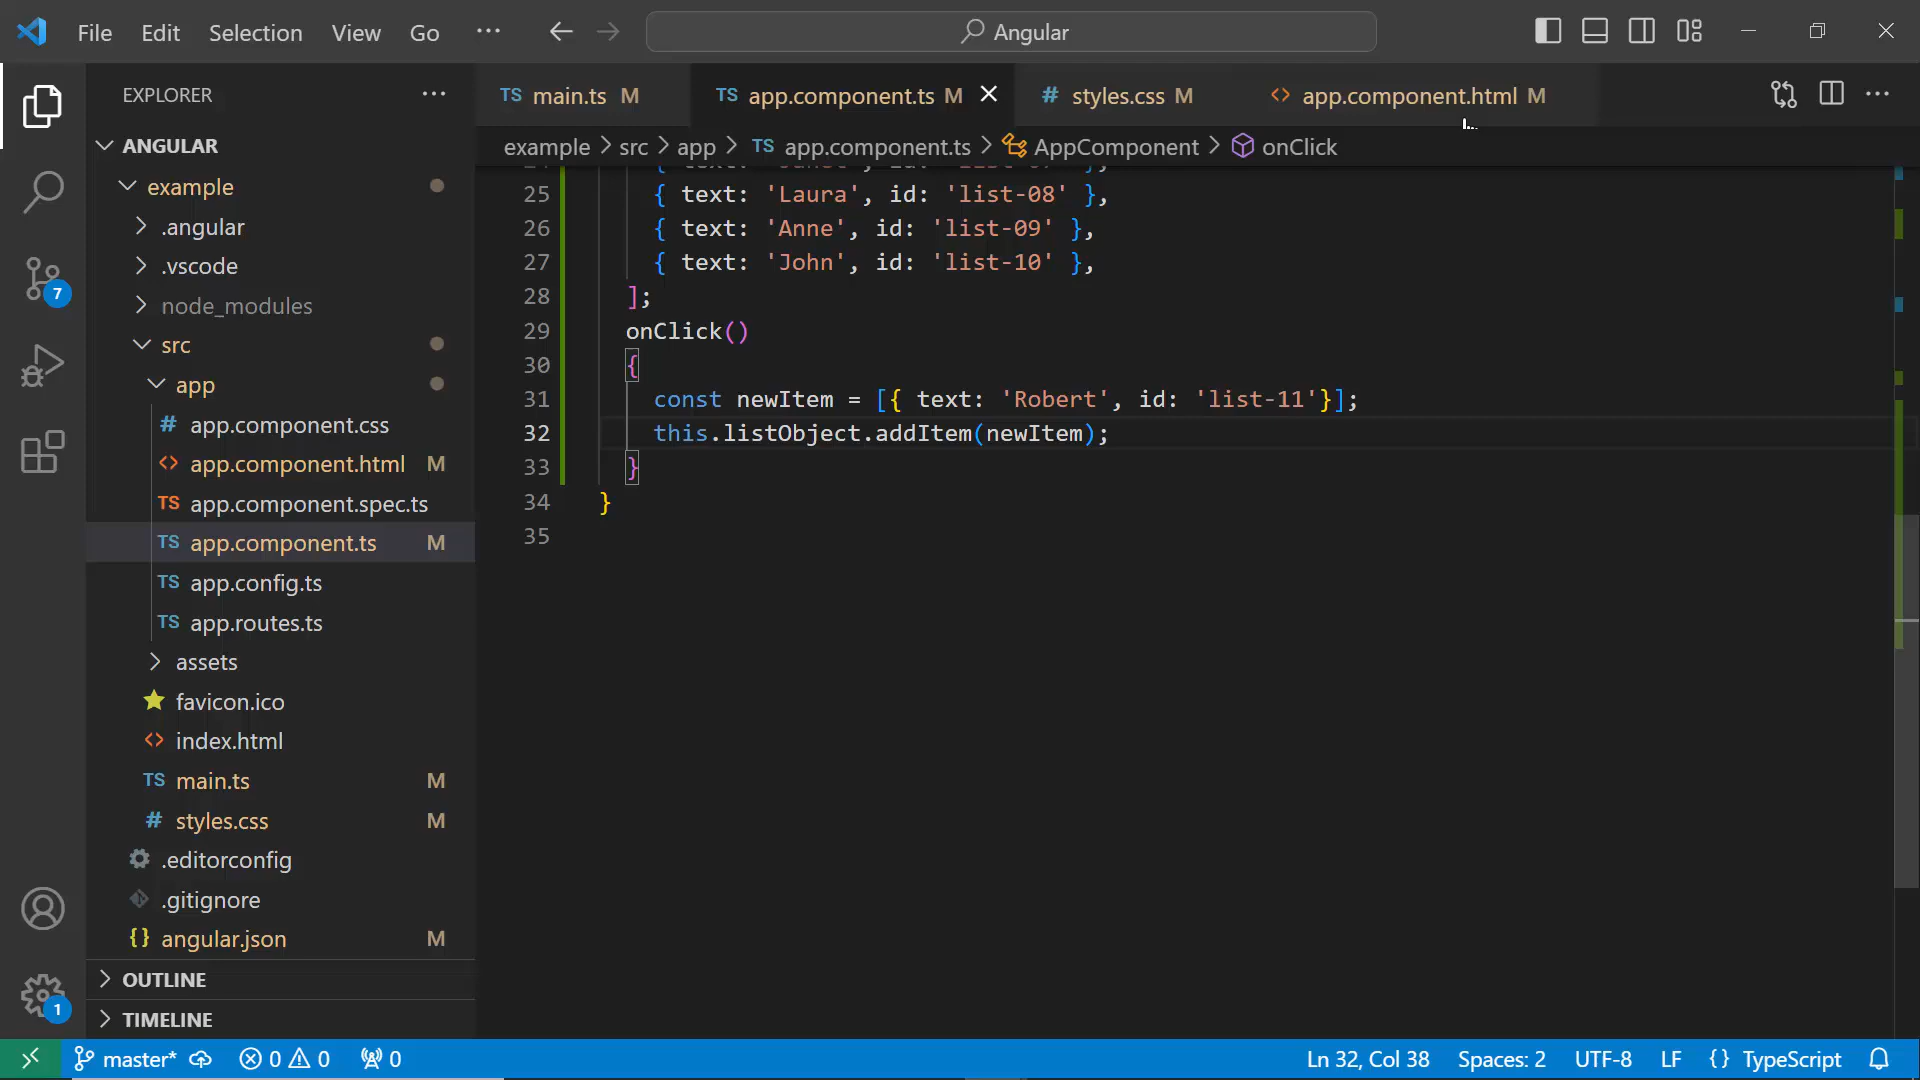 File Edit Selection View Go ··· Angular
EXPLORER ···
TS main.ts M TS app.component.ts M # styles.css M <> app.component.html M ···
ANGULAR
example > src > app > TS app.component.ts > AppComponent > onClick
example
.angular
.vscode
node_modules
src
app
# app.component.css
<> app.component.html M
TS app.component.spec.ts
TS app.component.ts M
TS app.config.ts
TS app.routes.ts
assets
favicon.ico
<> index.html
TS main.ts M
# styles.css M
.editorconfig
.gitignore
{} angular.json M
OUTLINE
TIMELINE
7
1
25 { text: 'Laura', id: 'list-08' },
26 { text: 'Anne', id: 'list-09' },
27 { text: 'John', id: 'list-10' },
28 ];
29 onClick()
30 {
31 const newItem = [{ text: 'Robert', id: 'list-11'}];
32 this.listObject.addItem(newItem);
33 }
34 }
35
master* 0 0 0 Ln 32, Col 38 Spaces: 2 UTF-8 LF {} TypeScript